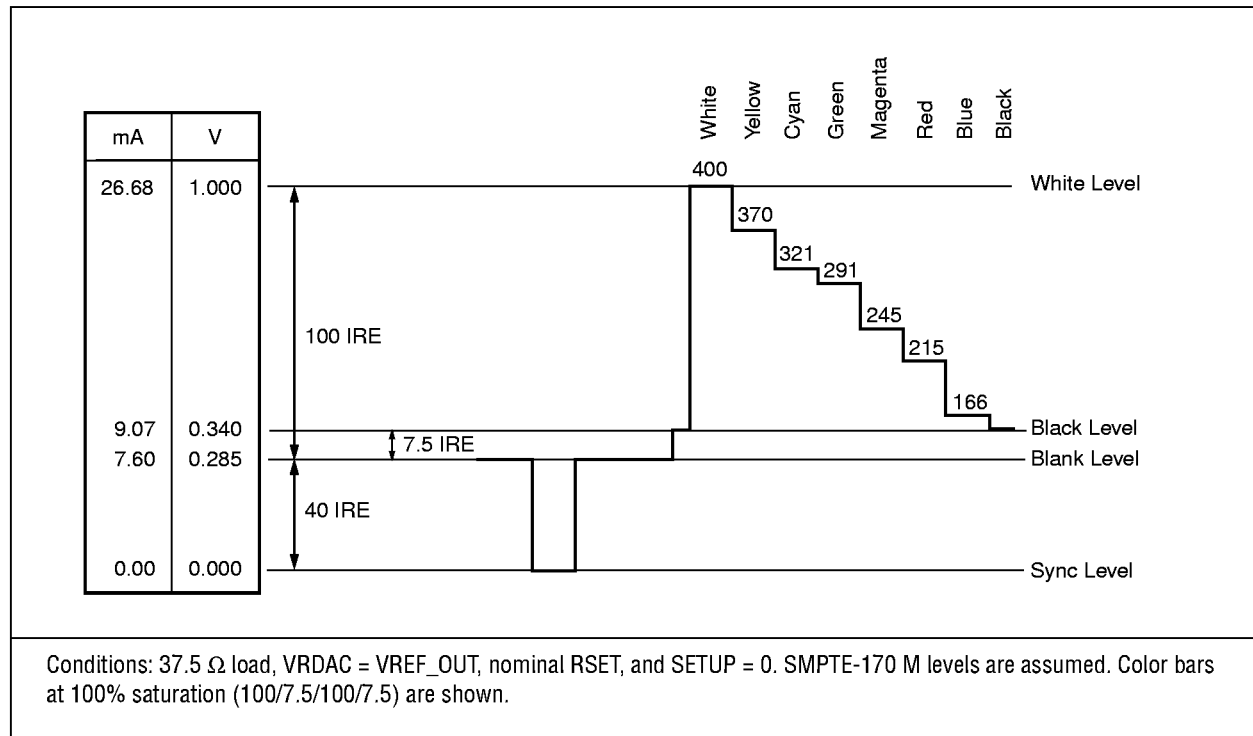 White
Yellow
Cyan
Green
Magenta
Red
Blue
Black
mA V
26.68 1.000
400
White Level
370
321
291
245
100 IRE
215
166
9.07 0.340
7.5 IRE
Black Level
7.60 0.285
Blank Level
40 IRE
0.00 0.000
Sync Level
Conditions: 37.5 Ω load, VRDAC = VREF_OUT, nominal RSET, and SETUP = 0. SMPTE-170 M levels are assumed. Color bars
at 100% saturation (100/7.5/100/7.5) are shown.